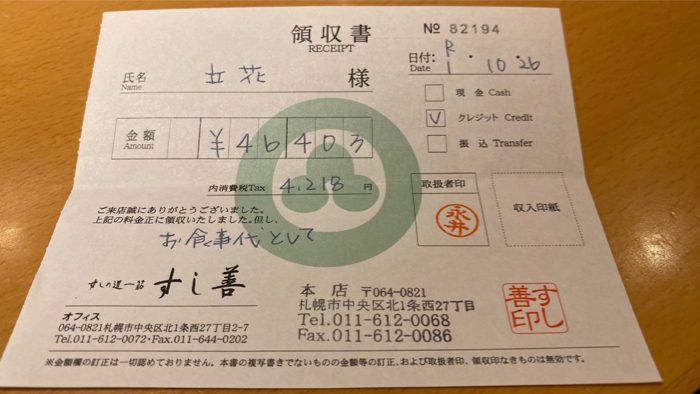 領収書
RECEIPT
№ 82194
日付: R1・10・26
Date
氏名 立花 様
Name
金額 ¥46403
Amount
現金 Cash
V クレジット Credit
振込 Transfer
内消費税Tax 4,218 円
取扱者印
永井
収入印紙
ご来店誠にありがとうございました。
上記の料金正に領収いたしました。但し、
お食事代として
すしの道一筋 すし善
本店 〒064-0821
札幌市中央区北1条西27丁目
Tel.011-612-0068
Fax.011-612-0086
すし善印
オフィス
064-0821札幌市中央区北1条西27丁目2-7
Tel.011-612-0072・Fax.011-644-0202
※金額欄の訂正は一切認めておりません。本書の複写書きでないものの金額等の訂正、および取扱者印、領収印なきものは無効です。